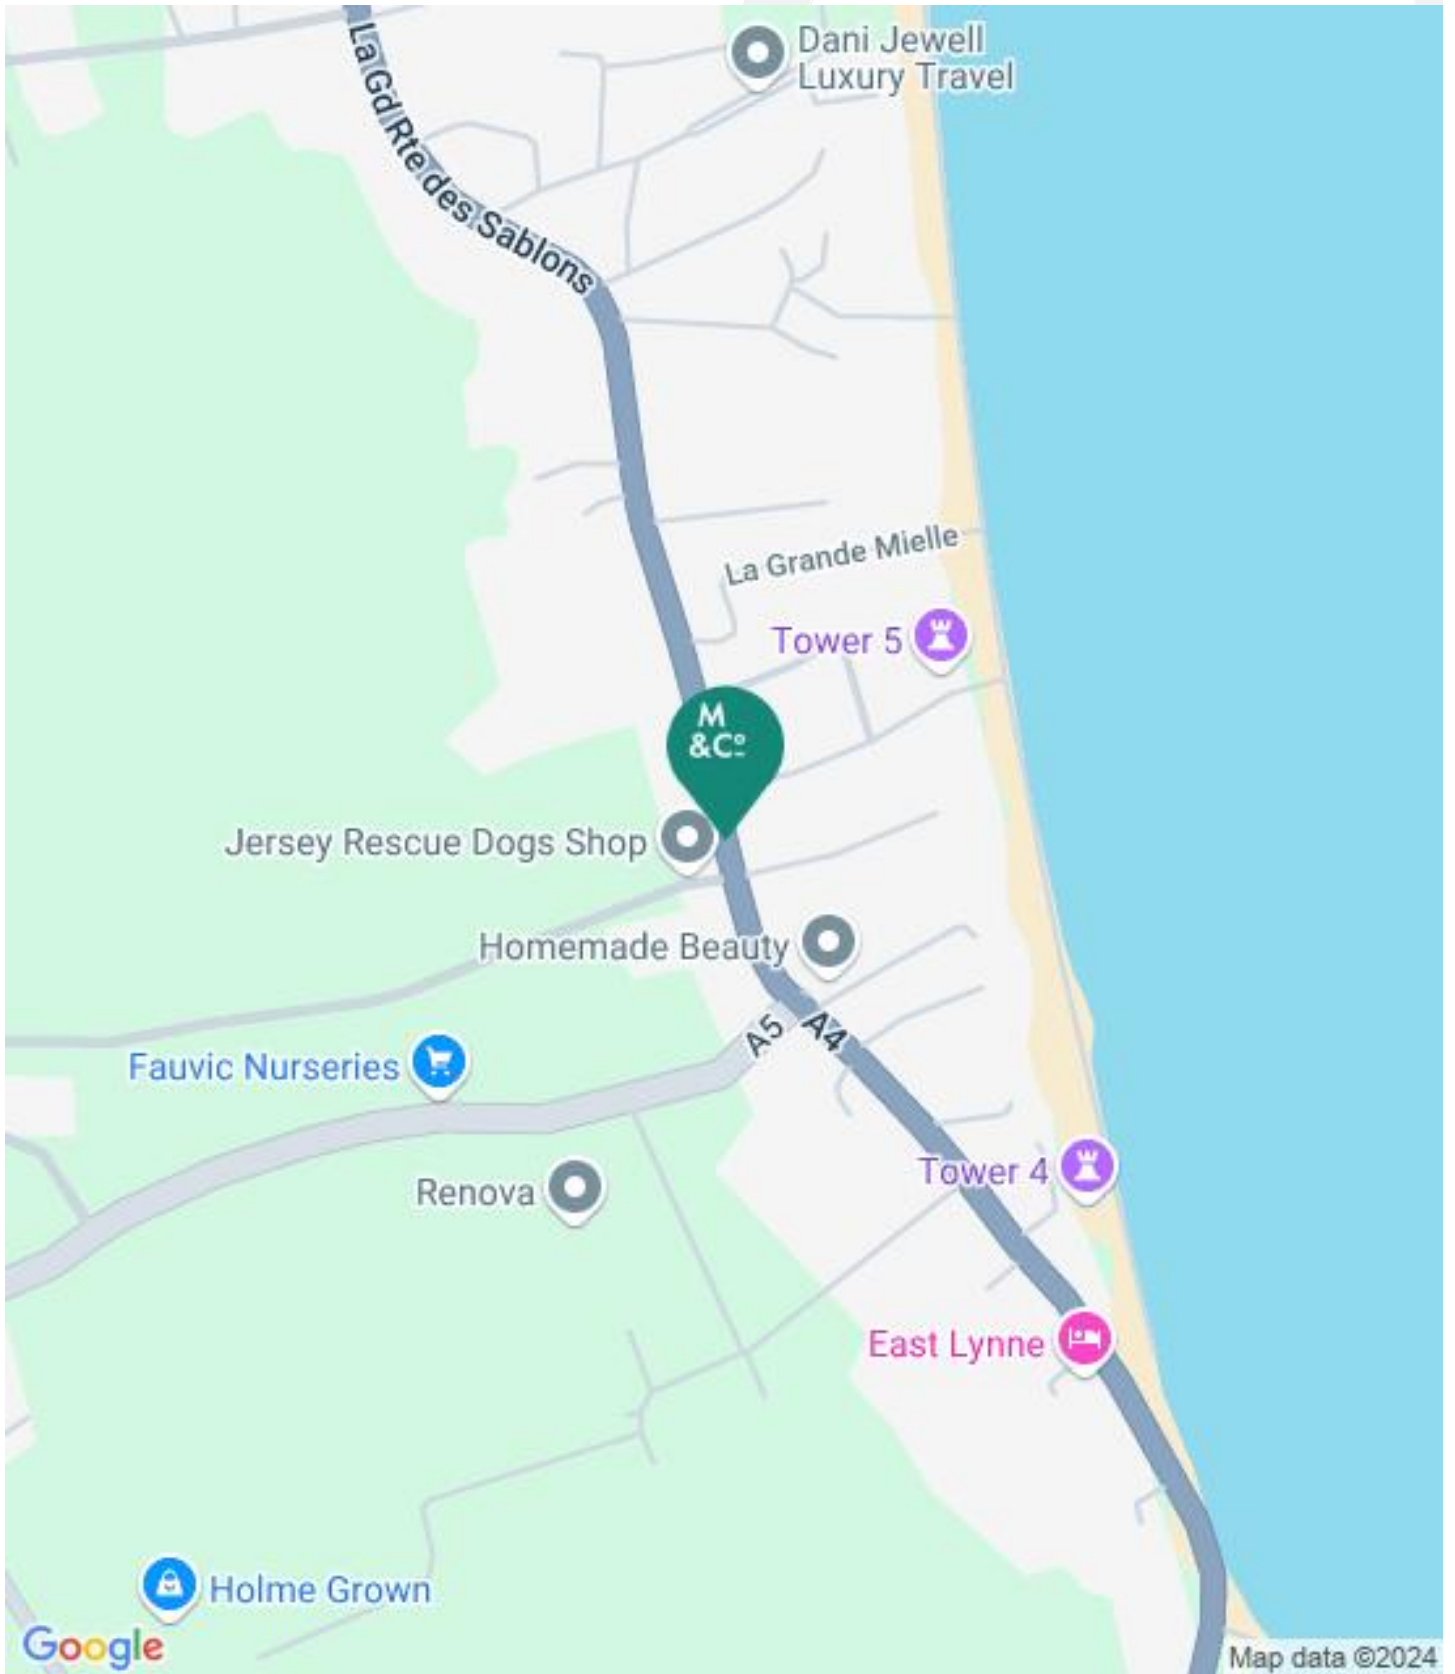 Dani Jewell
Luxury Travel
La Gd Rte des Sablons
La Grande Mielle
Tower 5
M
&Cº
Jersey Rescue Dogs Shop
Homemade Beauty
A5
A4
Fauvic Nurseries
Tower 4
Renova
East Lynne
Holme Grown
Google
Map data ©2024